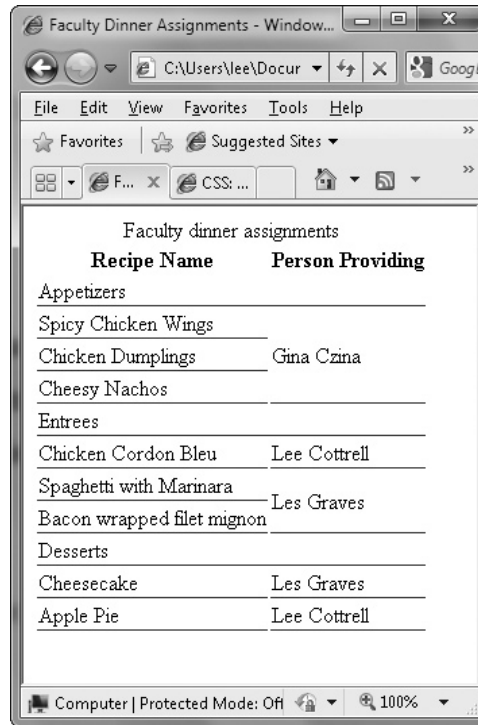 Faculty Dinner Assignments - Window...
C:\Users\lee\Docur
Googl
File Edit View Favorites Tools Help
Favorites Suggested Sites
F... X CSS: ...
Faculty dinner assignments
Recipe Name Person Providing
Appetizers
Spicy Chicken Wings
Chicken Dumplings Gina Czina
Cheesy Nachos
Entrees
Chicken Cordon Bleu Lee Cottrell
Spaghetti with Marinara
Les Graves
Bacon wrapped filet mignon
Desserts
Cheesecake Les Graves
Apple Pie Lee Cottrell
Computer | Protected Mode: Off 100%